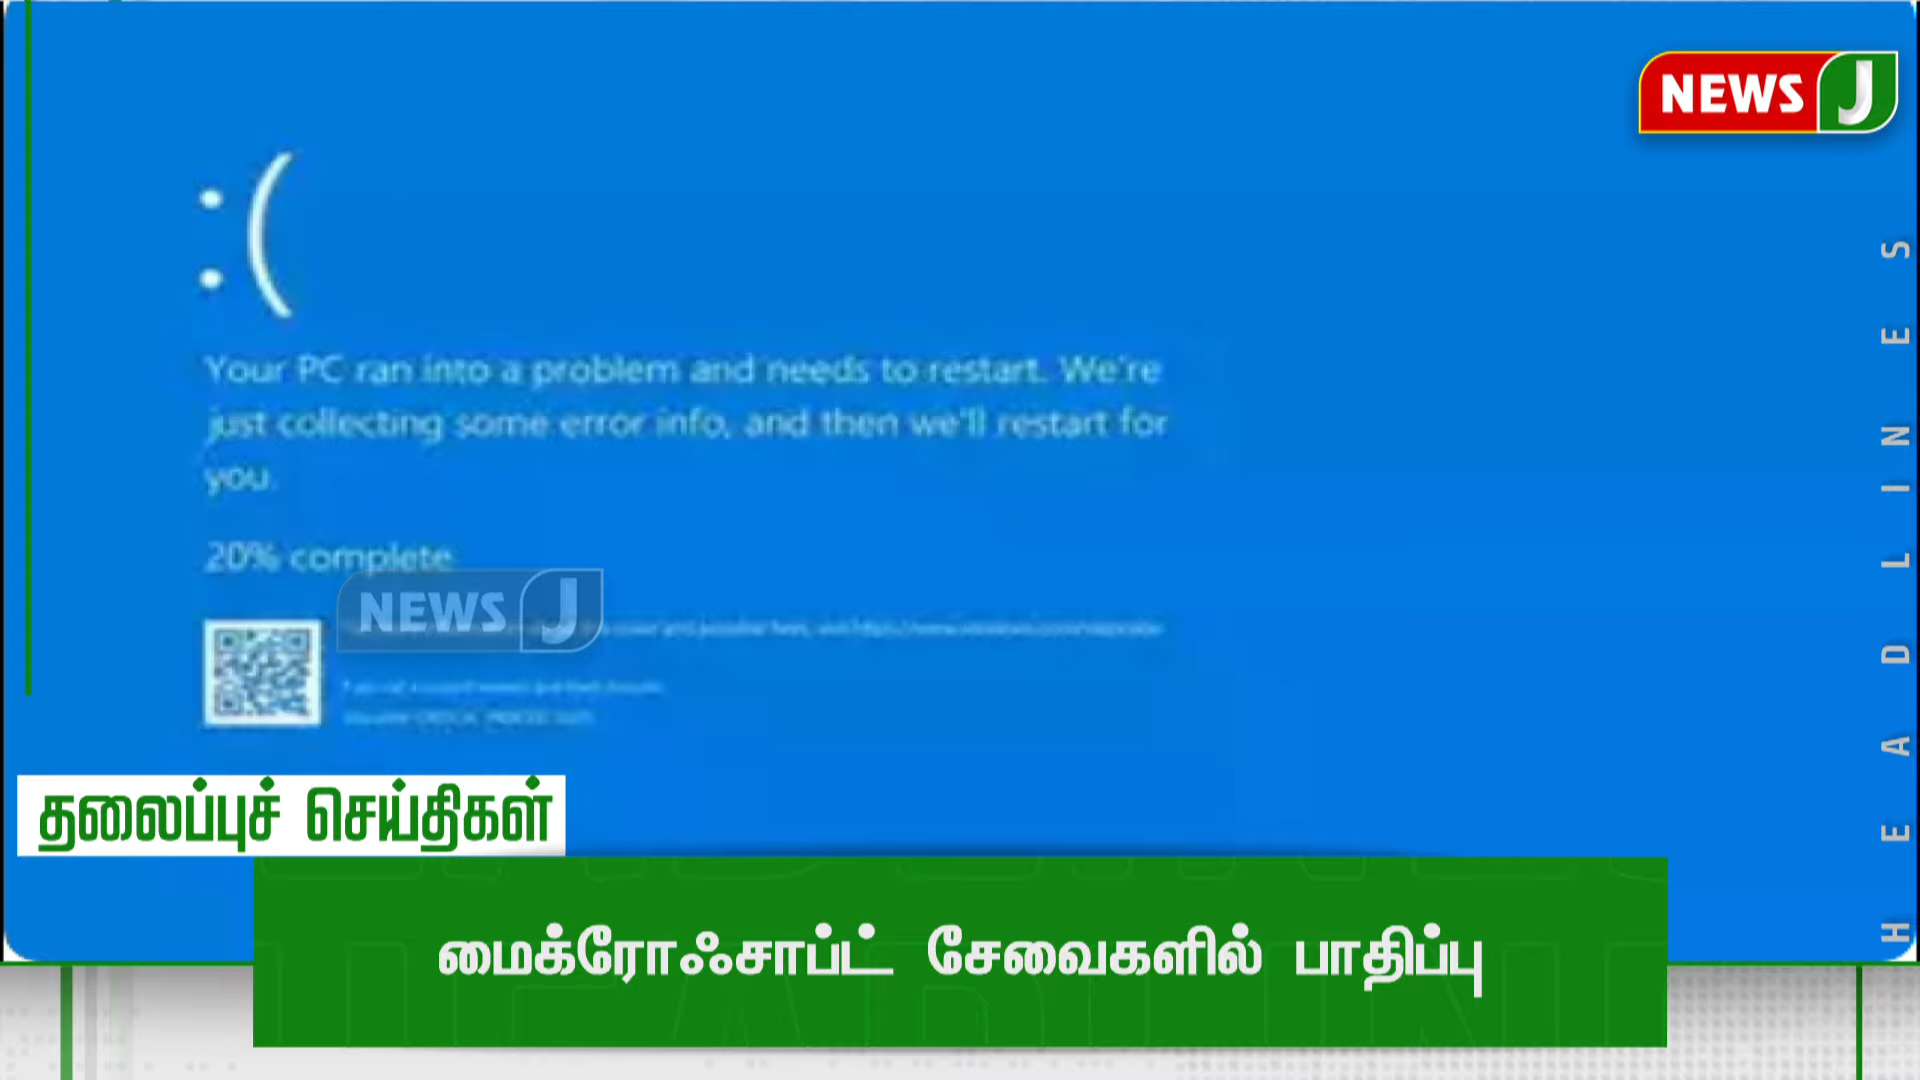 NEWS J
:(
Your PC ran into a problem and needs to restart. We're
just collecting some error info, and then we'll restart for
you.
20% complete
NEWS J
HEADLINES
தலைப்புச் செய்திகள்
மைக்ரோஃசாப்ட் சேவைகளில் பாதிப்பு